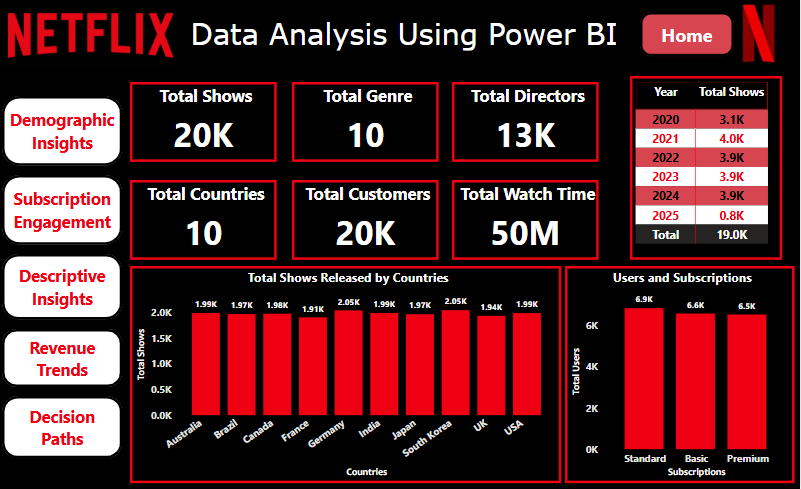 NETFLIX Data Analysis Using Power BI Home N
Demographic
Insights
Subscription
Engagement
Descriptive
Insights
Revenue
Trends
Decision
Paths
Total Shows
20K
Total Genre
10
Total Directors
13K
Total Countries
10
Total Customers
20K
Total Watch Time
50M
Year Total Shows
2020 3.1K
2021 4.0K
2022 3.9K
2023 3.9K
2024 3.9K
2025 0.8K
Total 19.0K
Total Shows Released by Countries
Total Shows
2.0K
1.5K
1.0K
0.5K
0.0K
1.99K 1.97K 1.98K 1.91K 2.05K 1.99K 1.97K 2.05K 1.94K 1.99K
Australia Brazil Canada France Germany India Japan South Korea UK USA
Countries
Users and Subscriptions
Total Users
6K
4K
2K
0K
6.9K 6.6K 6.5K
Standard Basic Premium
Subscriptions